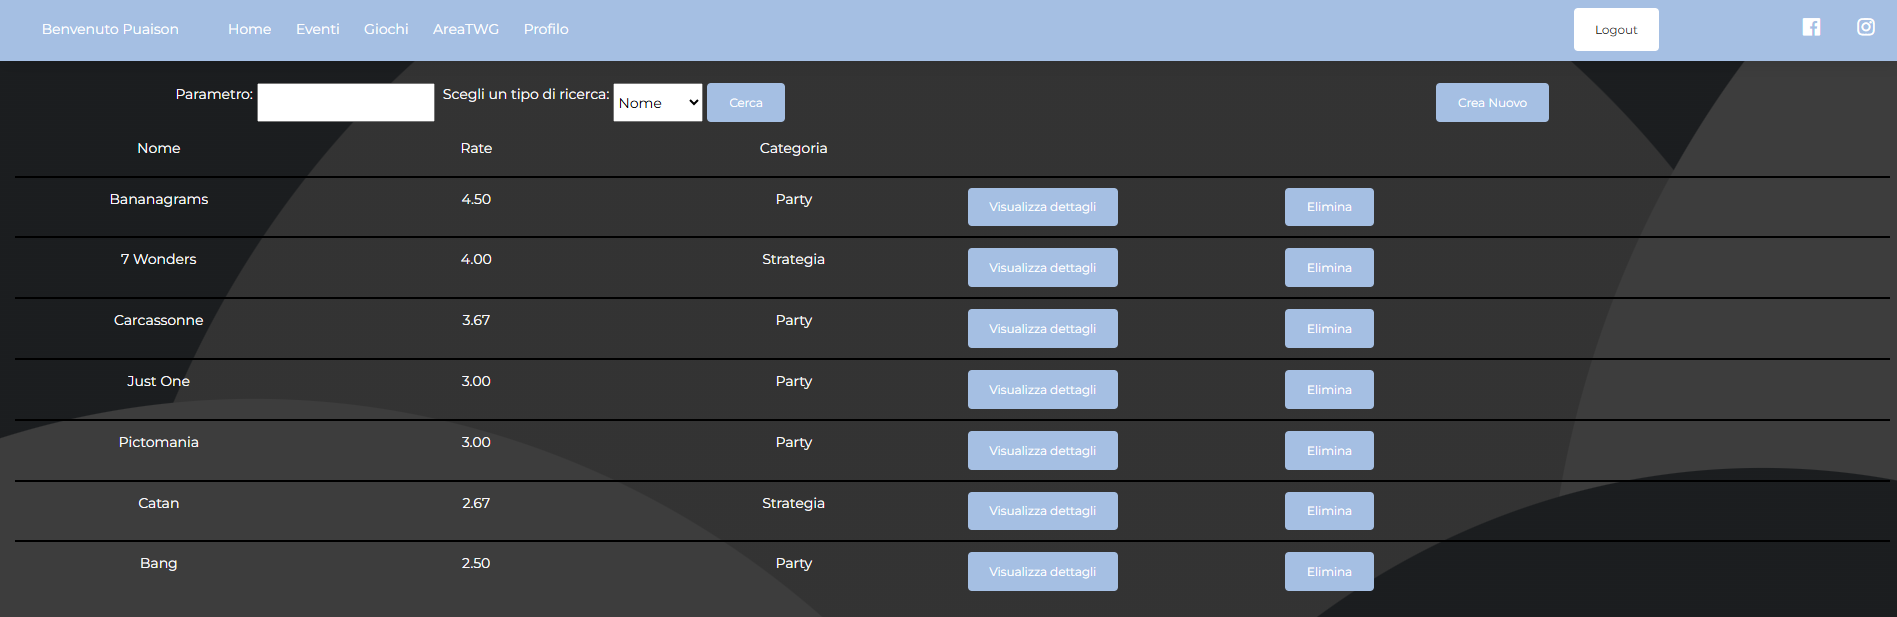 Benvenuto Puaison Home Eventi Giochi AreaTWG Profilo Logout
Parametro: Scegli un tipo di ricerca: Nome Cerca Crea Nuovo
Nome Rate Categoria
Bananagrams 4.50 Party Visualizza dettagli Elimina
7 Wonders 4.00 Strategia Visualizza dettagli Elimina
Carcassonne 3.67 Party Visualizza dettagli Elimina
Just One 3.00 Party Visualizza dettagli Elimina
Pictomania 3.00 Party Visualizza dettagli Elimina
Catan 2.67 Strategia Visualizza dettagli Elimina
Bang 2.50 Party Visualizza dettagli Elimina